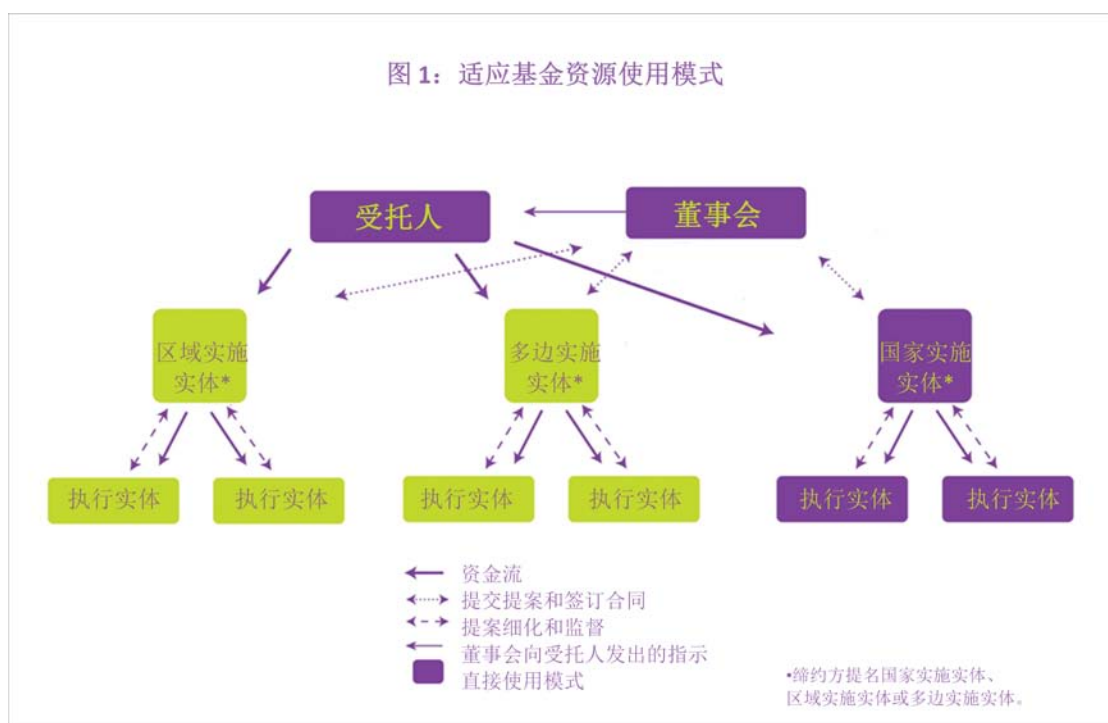 图 1：适应基金资源使用模式
受托人
董事会
区域实施
实体*
多边实施
实体*
国家实施
实体*
执行实体
执行实体
执行实体
执行实体
执行实体
执行实体
资金流
提交提案和签订合同
提案细化和监督
董事会向受托人发出的指示
直接使用模式
•缔约方提名国家实施实体、
区域实施实体或多边实施实体。